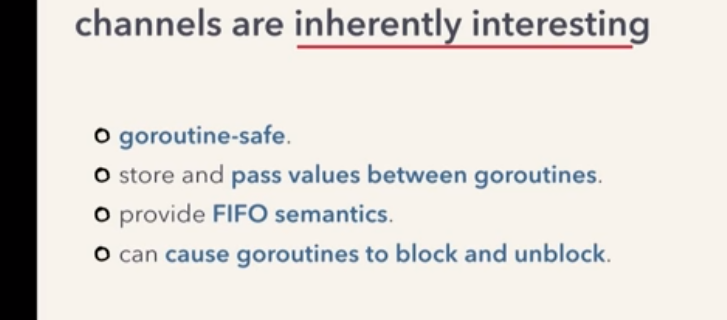 channels are inherently interesting
goroutine-safe.
store and pass values between goroutines.
provide FIFO semantics.
can cause goroutines to block and unblock.